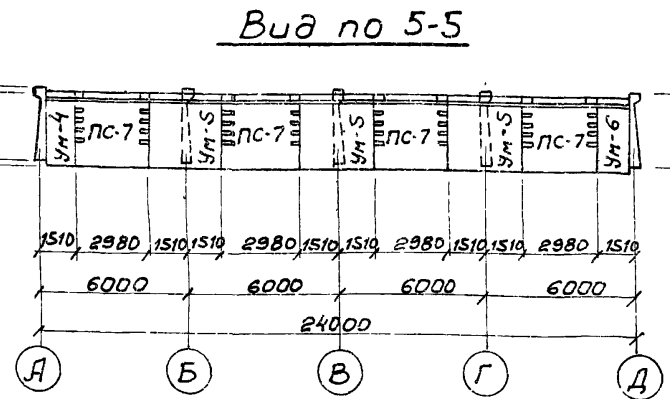 Вид по 5-5
Ум-4 ПС-7 Ум-5 ПС-7 Ум-5 ПС-7 Ум-5 ПС-7 Ум-6
1510 2980 1510 1510 2980 1510 1510 2980 1510 1510 2980 1510
6000 6000 6000 6000
24000
А Б В Г Д